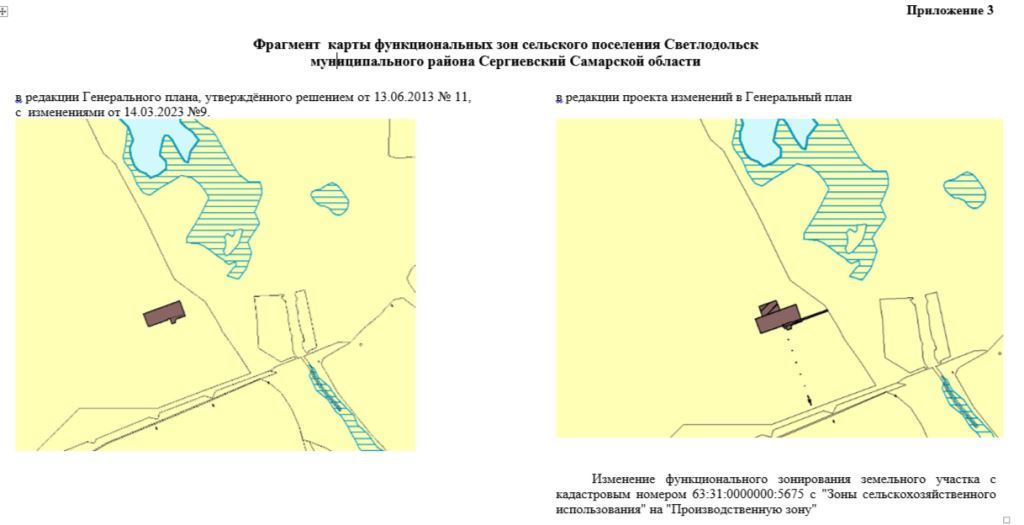 Приложение 3
Фрагмент карты функциональных зон сельского поселения Светлодольск
муниципального района Сергиевский Самарской области
в редакции Генерального плана, утверждённого решением от 13.06.2013 № 11,
с изменениями от 14.03.2023 №9.
в редакции проекта изменений в Генеральный план
Изменение функционального зонирования земельного участка с
кадастровым номером 63:31:0000000:5675 с "Зоны сельскохозяйственного
использования" на "Производственную зону"